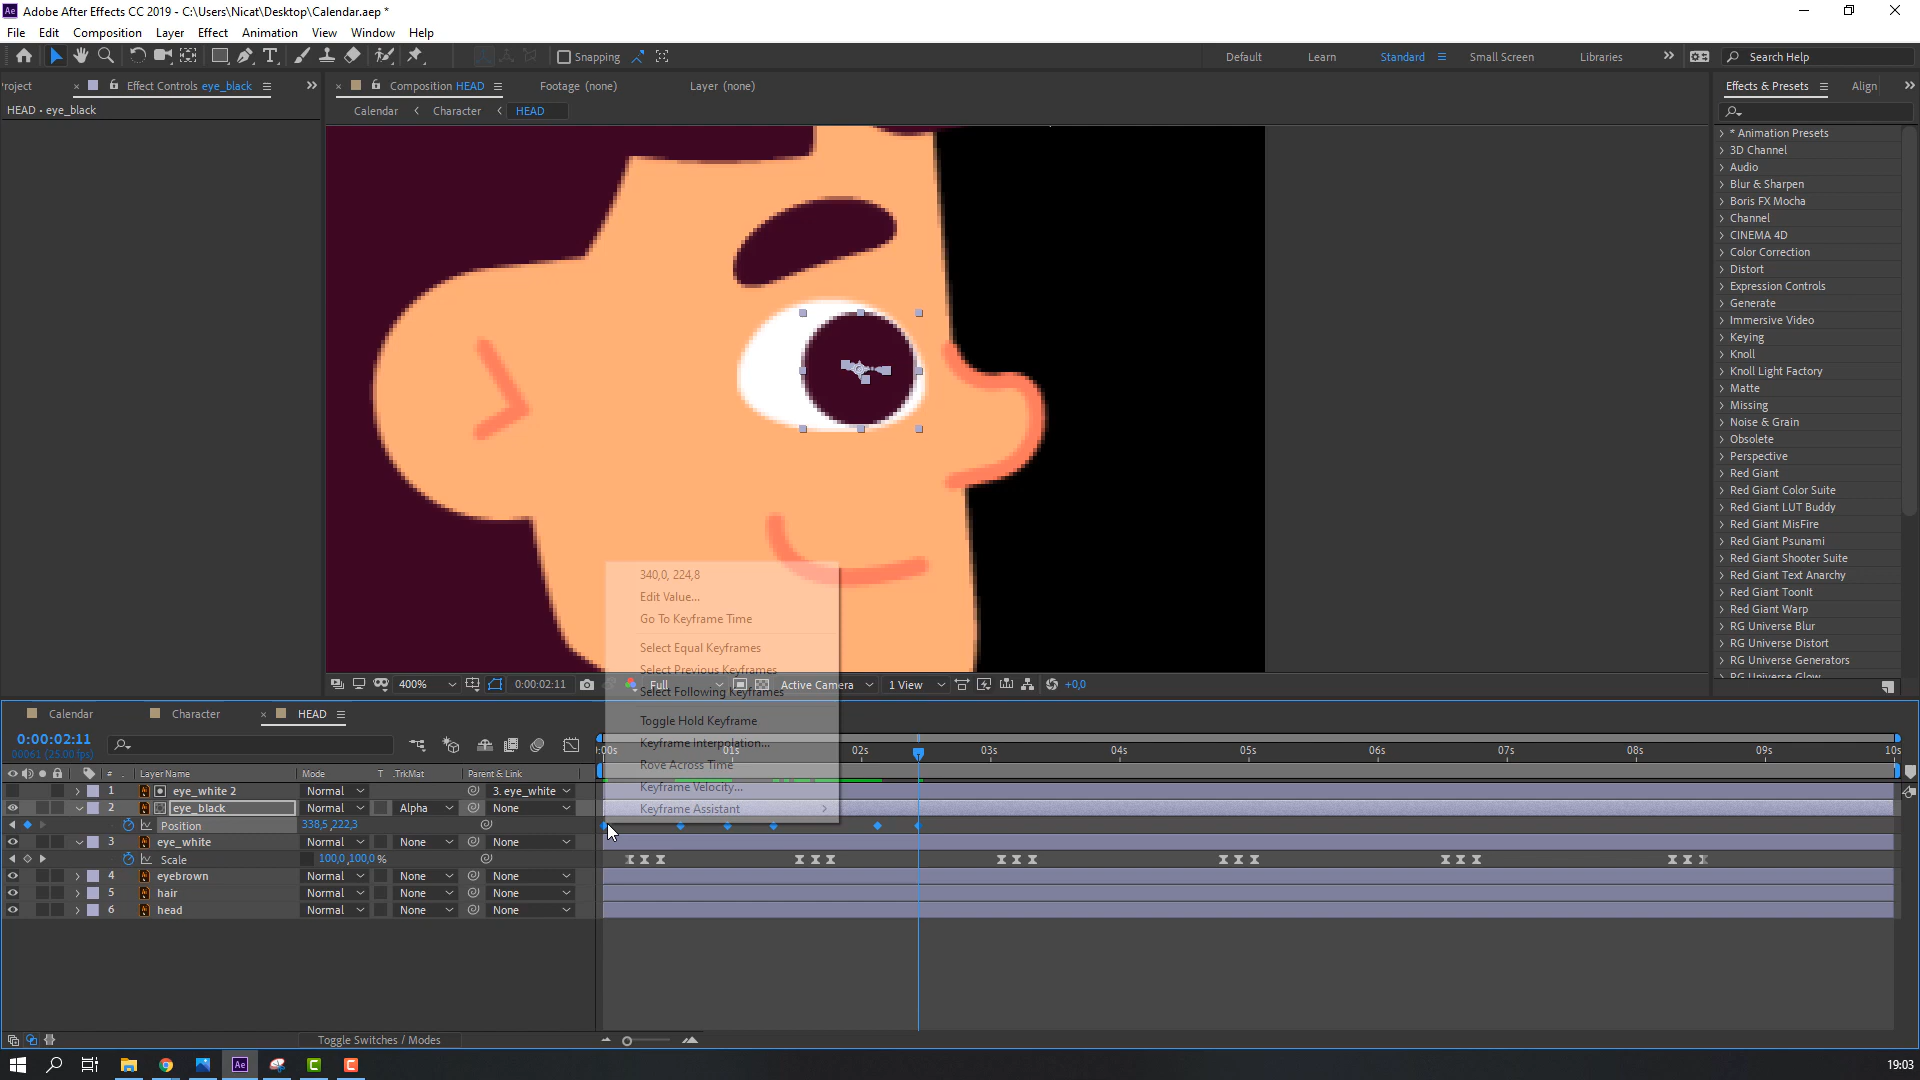 Adobe After Effects CC 2019 - C:\Users\Nicat\Desktop\Calendar.aep *
File Edit Composition Layer Effect Animation View Window Help
Snapping Default Learn Standard Small Screen Libraries Search Help
roject Effect Controls eye_black Composition HEAD Footage (none) Layer (none) Effects & Presets Align
HEAD • eye_black
Calendar Character HEAD
* Animation Presets
3D Channel
Audio
Blur & Sharpen
Boris FX Mocha
Channel
CINEMA 4D
Color Correction
Distort
Expression Controls
Generate
Immersive Video
Keying
Knoll
Knoll Light Factory
Matte
Missing
Noise & Grain
Obsolete
Perspective
Red Giant
Red Giant Color Suite
Red Giant LUT Buddy
Red Giant MisFire
Red Giant Psunami
Red Giant Shooter Suite
Red Giant Text Anarchy
Red Giant ToonIt
Red Giant Warp
RG Universe Blur
RG Universe Distort
RG Universe Generators
RG Universe Glow
340,0, 224,8
Edit Value...
Go To Keyframe Time
Select Equal Keyframes
Select Previous Keyframes
Select Following Keyframes
Toggle Hold Keyframe
Keyframe Interpolation...
Rove Across Time
Keyframe Velocity...
Keyframe Assistant
400% 0:00:02:11 Full Active Camera 1 View +0,0
Calendar Character HEAD
0:00:02:11
00061 (25.00 fps)
:00s 01s 02s 03s 04s 05s 06s 07s 08s 09s 10s
# Layer Name Mode T .TrkMat Parent & Link
1 eye_white 2 Normal 3. eye_white
2 eye_black Normal Alpha None
Position 338,5 ,222,3
3 eye_white Normal None None
Scale 100,0 ,100,0 %
4 eyebrown Normal None None
5 hair Normal None None
6 head Normal None None
Toggle Switches / Modes
19:03